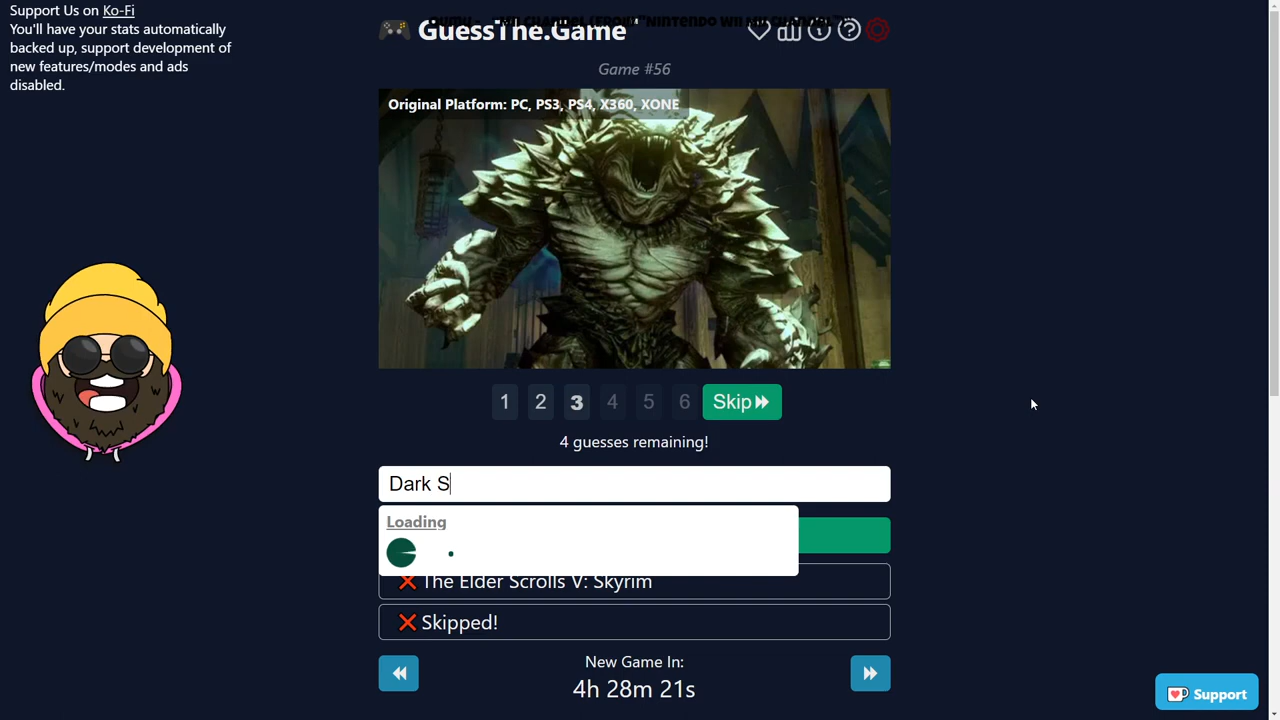 Support Us on Ko-Fi
You'll have your stats automatically
backed up, support development of
new features/modes and ads
disabled.
GuessThe.Game
Game #56
Original Platform: PC, PS3, PS4, X360, XONE
1 2 3 4 5 6 Skip
4 guesses remaining!
Dark S
Loading
The Elder Scrolls V: Skyrim
Skipped!
New Game In:
4h 28m 21s
Support